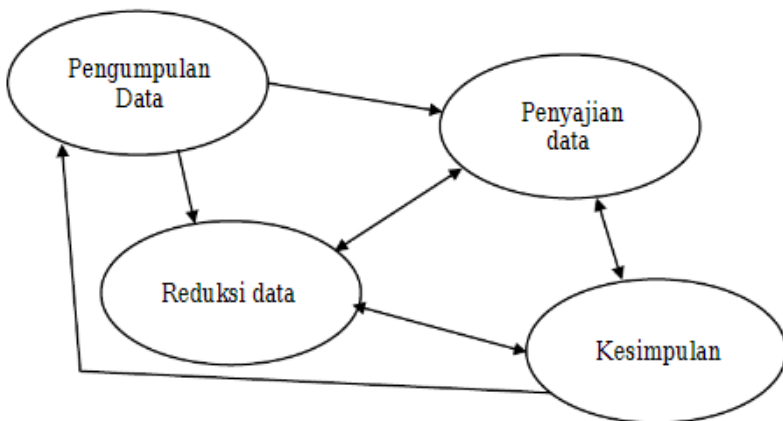 Pengumpulan
Data
Penyajian
data
Reduksi data
Kesimpulan